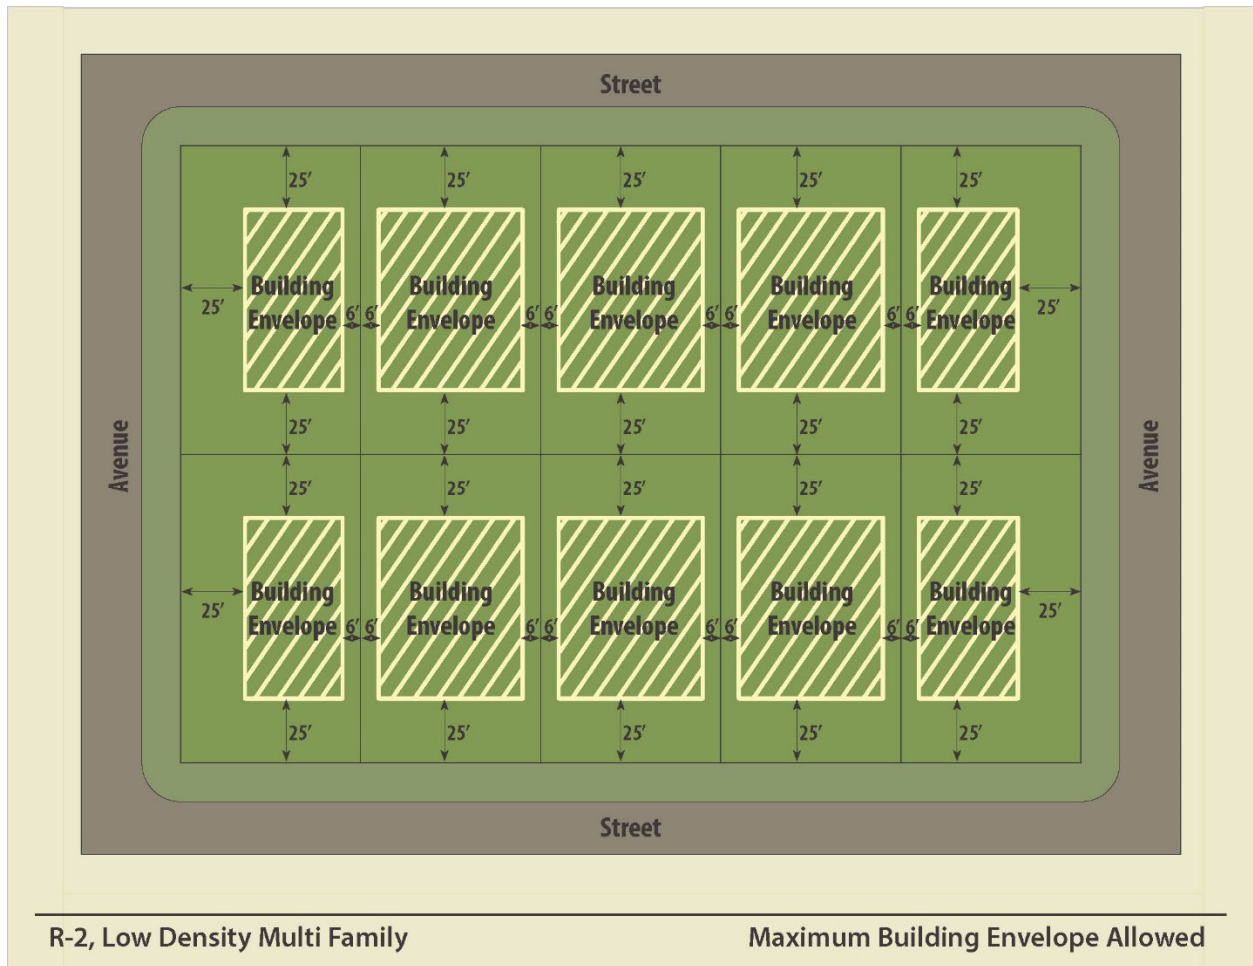 Street
25′ 25′ 25′ 25′ 25′
Building Building Building Building Building
Envelope Envelope Envelope Envelope Envelope
25′ 6′ 6′ 6′ 6′ 6′ 6′ 6′ 6′ 25′
25′ 25′ 25′ 25′ 25′
Avenue
Avenue
25′ 25′ 25′ 25′ 25′
Building Building Building Building Building
Envelope Envelope Envelope Envelope Envelope
25′ 6′ 6′ 6′ 6′ 6′ 6′ 6′ 6′ 25′
25′ 25′ 25′ 25′ 25′
Street
R-2, Low Density Multi Family
Maximum Building Envelope Allowed